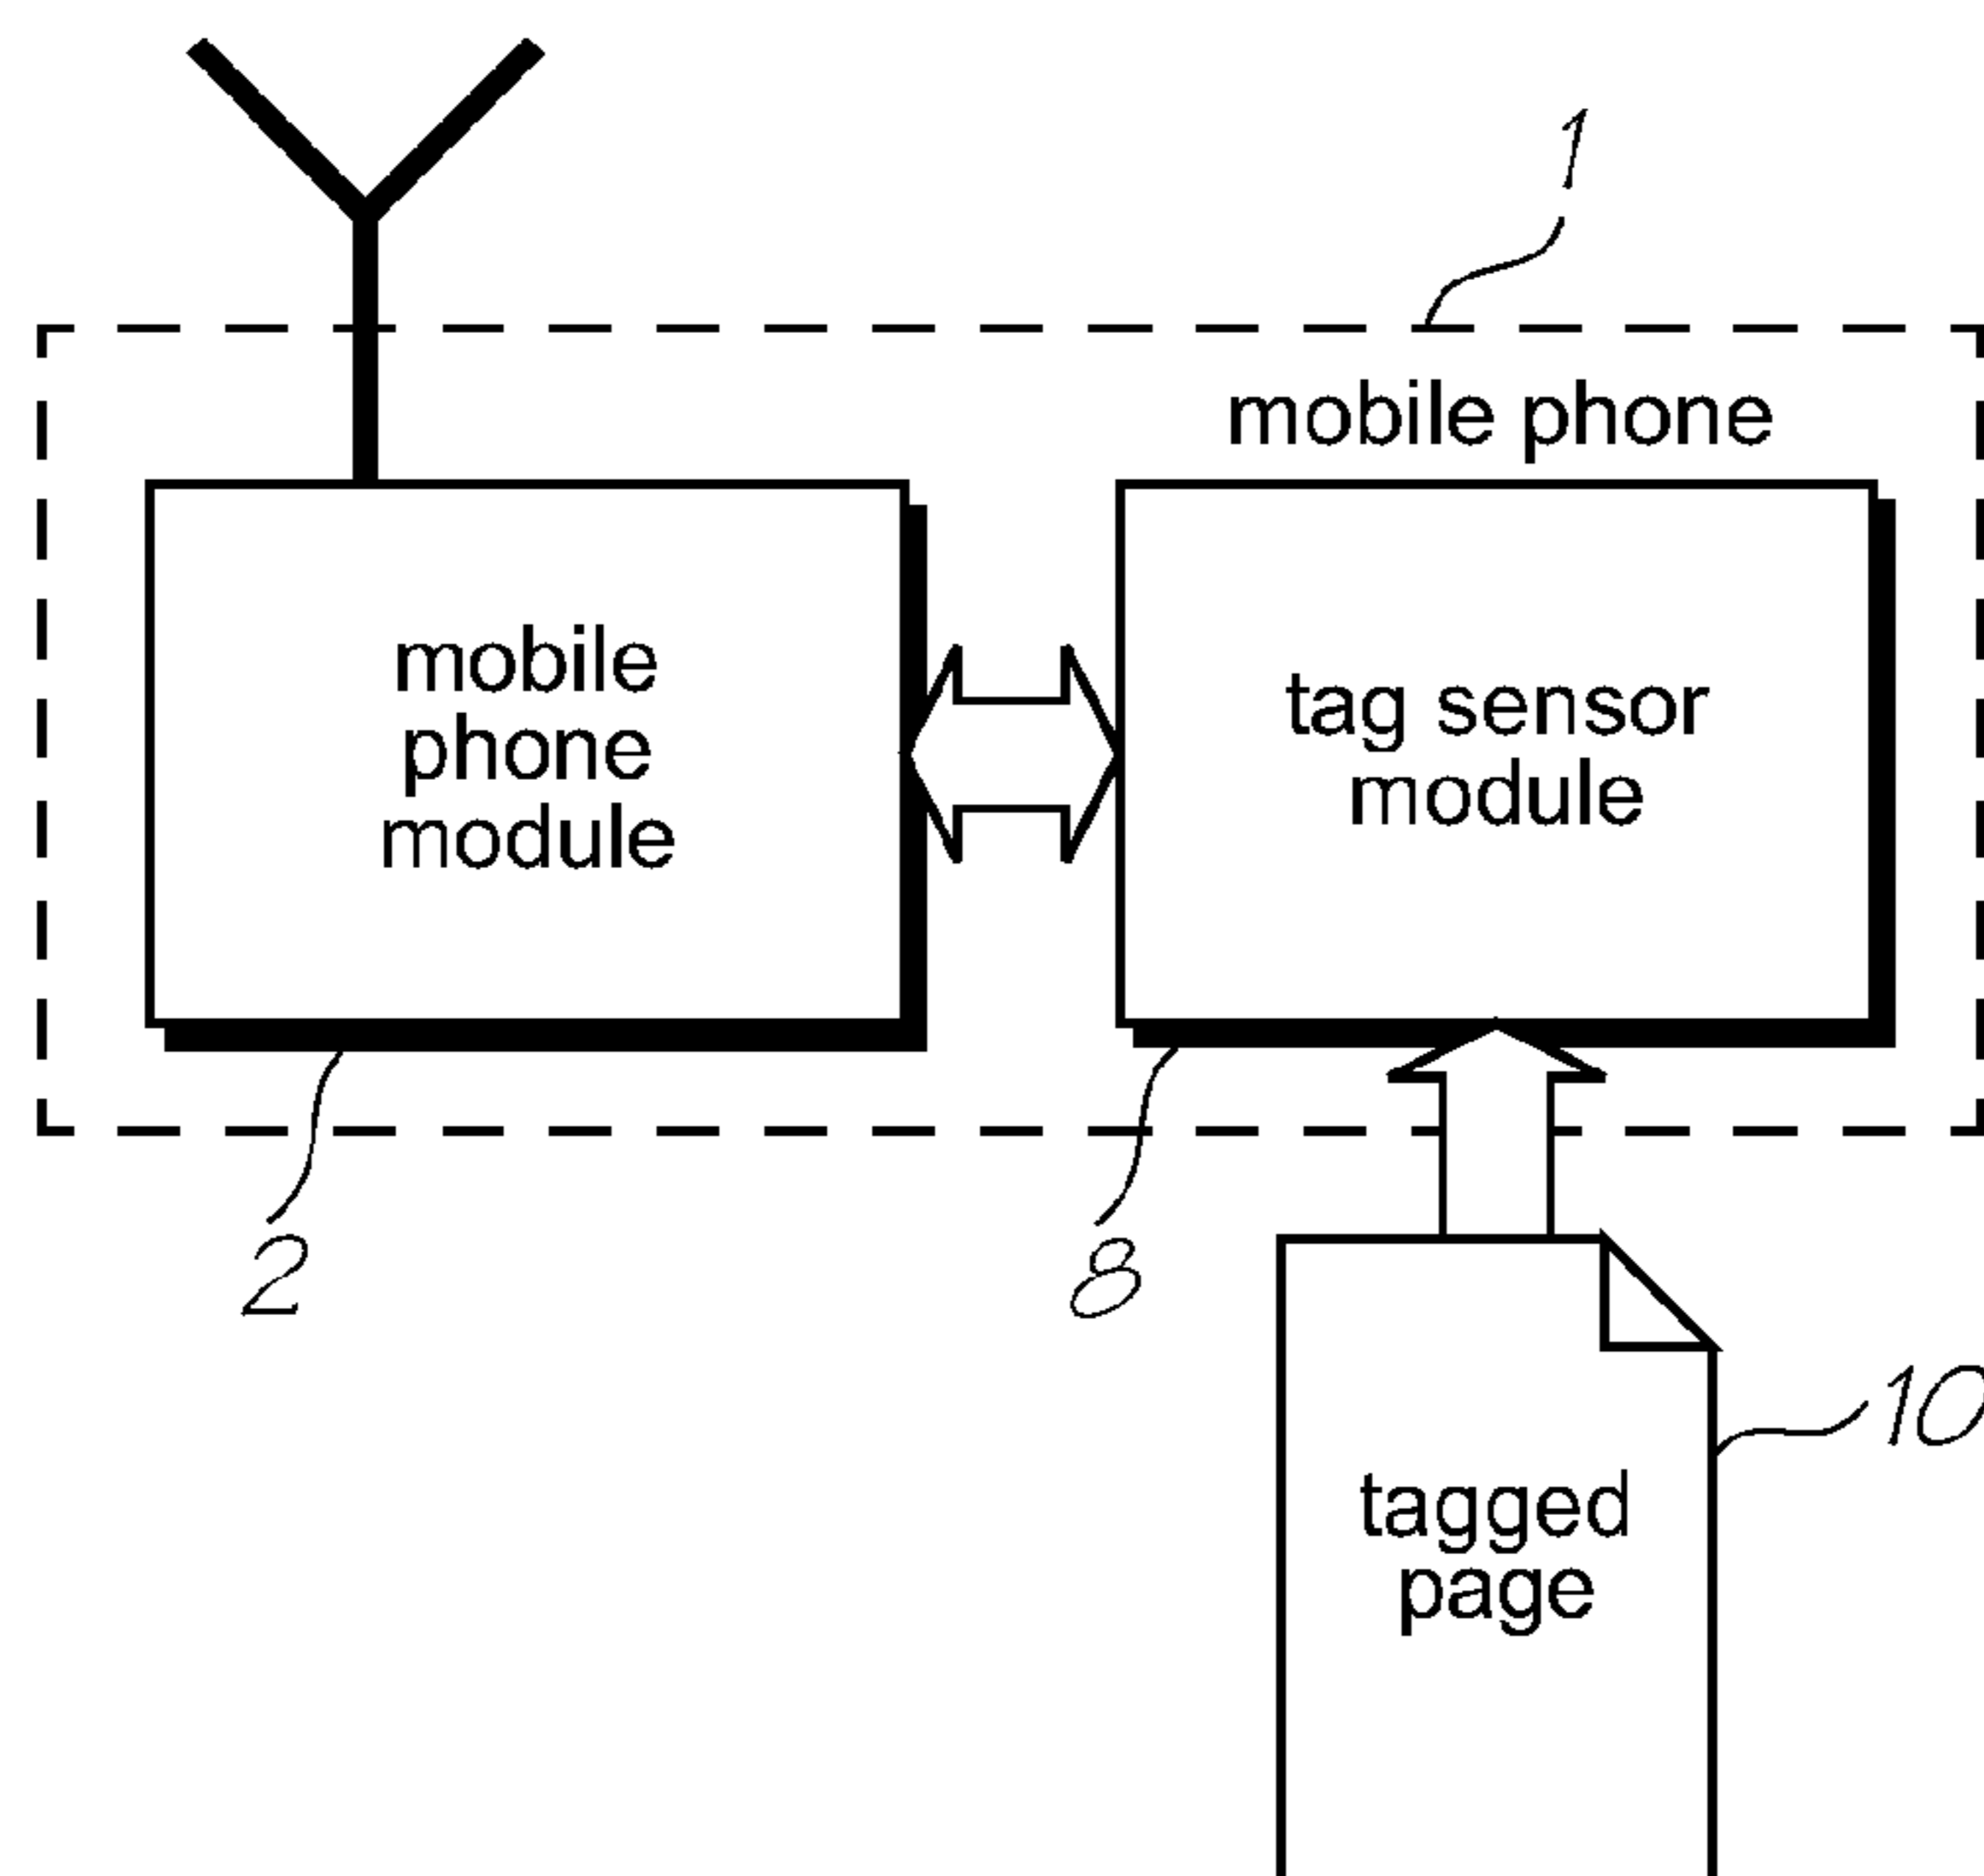 1
mobile phone
mobile
phone
module
tag sensor
module
2
8
10
tagged
page